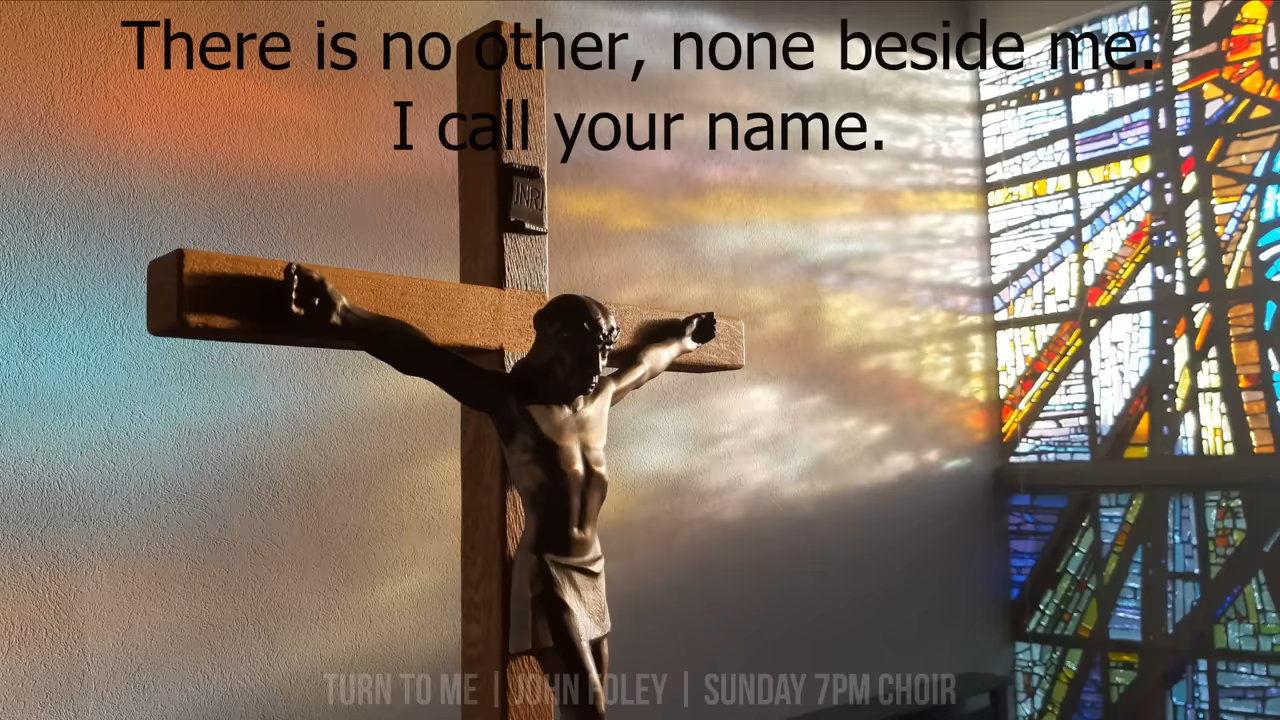 There is no other, none beside me.
I call your name.
INRI
TURN TO ME | JOHN FOLEY | SUNDAY 7PM CHOIR